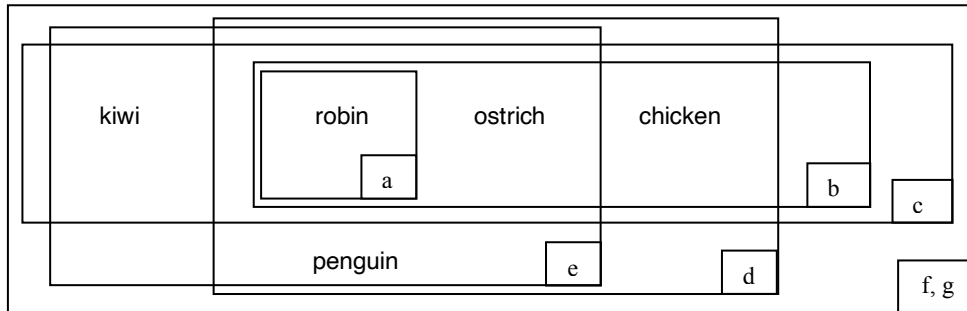 kiwi robin ostrich chicken
a b
c
penguin e d f, g